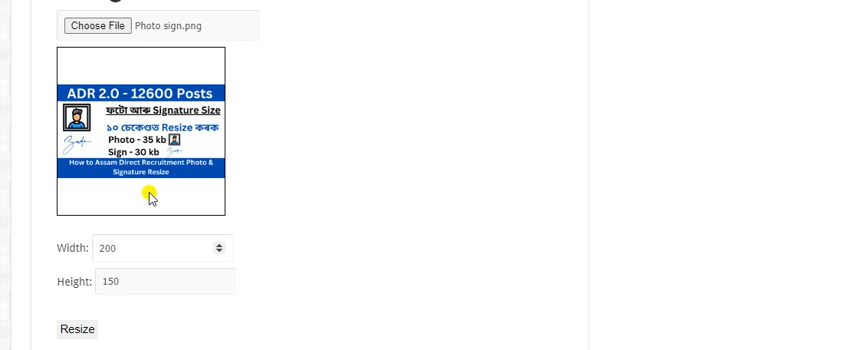 Choose File Photo sign.png
ADR 2.0 - 12600 Posts
ফটো আৰু Signature Size
১০ চেকেণ্ডত Resize কৰক
Photo - 35 kb
Sign - 30 kb
How to Assam Direct Recruitment Photo &
Signature Resize
Width: 200
Height: 150
Resize